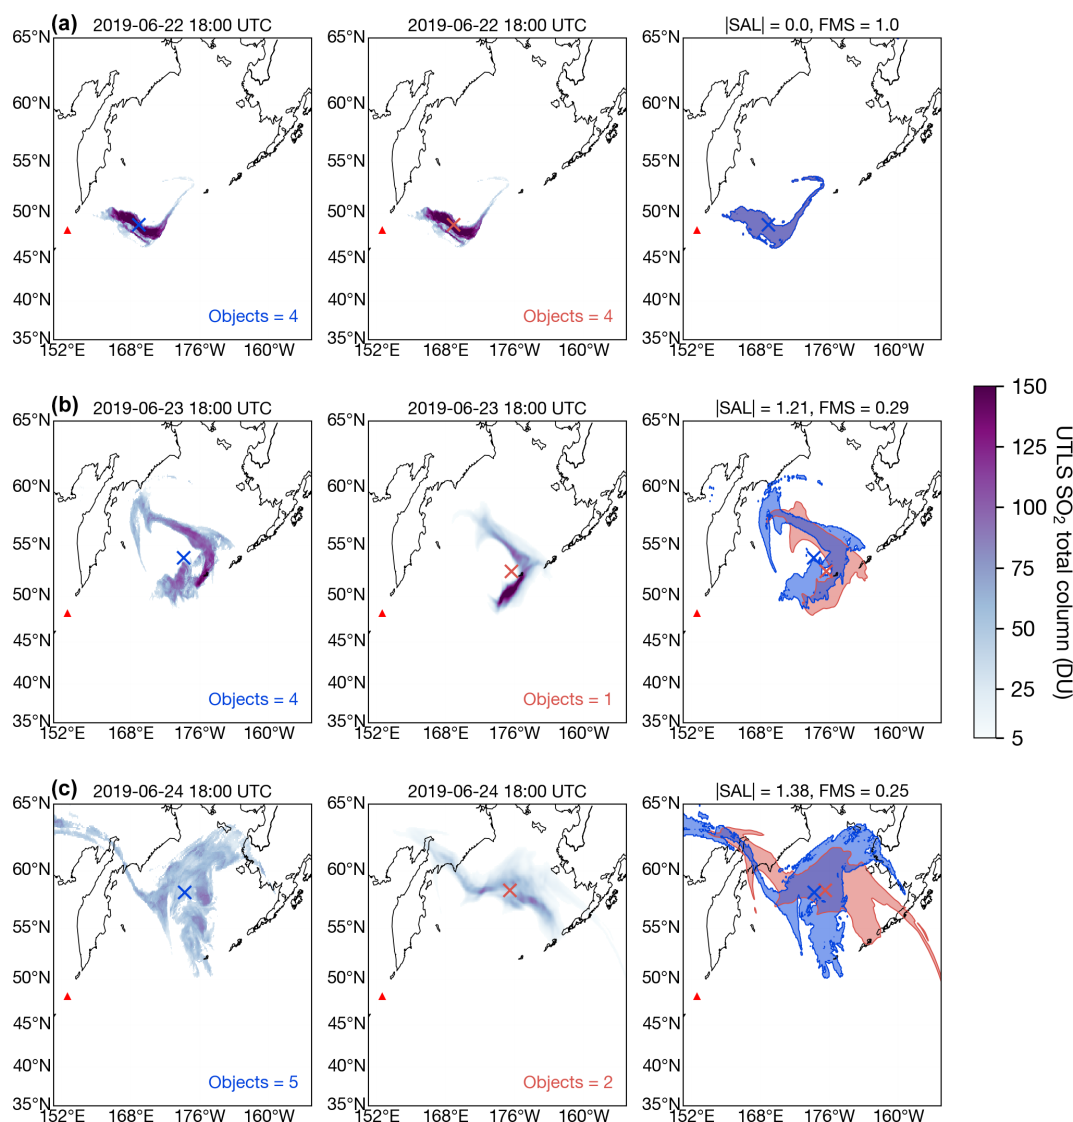 (a) 2019-06-22 18:00 UTC 2019-06-22 18:00 UTC |SAL| = 0.0, FMS = 1.0
65°N 65°N 65°N
60°N 60°N 60°N
55°N 55°N 55°N
50°N 50°N 50°N
45°N 45°N 45°N
40°N 40°N 40°N
Objects = 4 Objects = 4
35°N 35°N 35°N
152°E 168°E 176°W 160°W 152°E 168°E 176°W 160°W 152°E 168°E 176°W 160°W
(b) 2019-06-23 18:00 UTC 2019-06-23 18:00 UTC |SAL| = 1.21, FMS = 0.29
65°N 65°N 65°N
60°N 60°N 60°N
55°N 55°N 55°N
50°N 50°N 50°N
45°N 45°N 45°N
40°N 40°N 40°N
Objects = 4 Objects = 1
35°N 35°N 35°N
152°E 168°E 176°W 160°W 152°E 168°E 176°W 160°W 152°E 168°E 176°W 160°W
(c) 2019-06-24 18:00 UTC 2019-06-24 18:00 UTC |SAL| = 1.38, FMS = 0.25
65°N 65°N 65°N
60°N 60°N 60°N
55°N 55°N 55°N
50°N 50°N 50°N
45°N 45°N 45°N
40°N 40°N 40°N
Objects = 5 Objects = 2
35°N 35°N 35°N
152°E 168°E 176°W 160°W 152°E 168°E 176°W 160°W 152°E 168°E 176°W 160°W
150
125
100
75
50
25
5
UTLS SO₂ total column (DU)